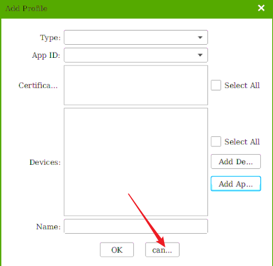 Add Profile
Type:
App ID:
Certifica...
Select All
Select All
Devices:
Add De...
Add Ap...
Name:
OK
can...